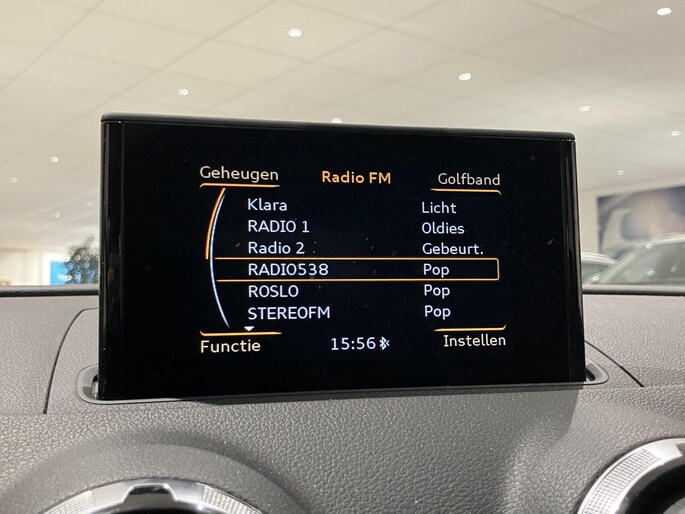 Geheugen Radio FM Golfband
Klara Licht
RADIO 1 Oldies
Radio 2 Gebeurt.
RADIO538 Pop
ROSLO Pop
STEREOFM Pop
Functie 15:56 Instellen